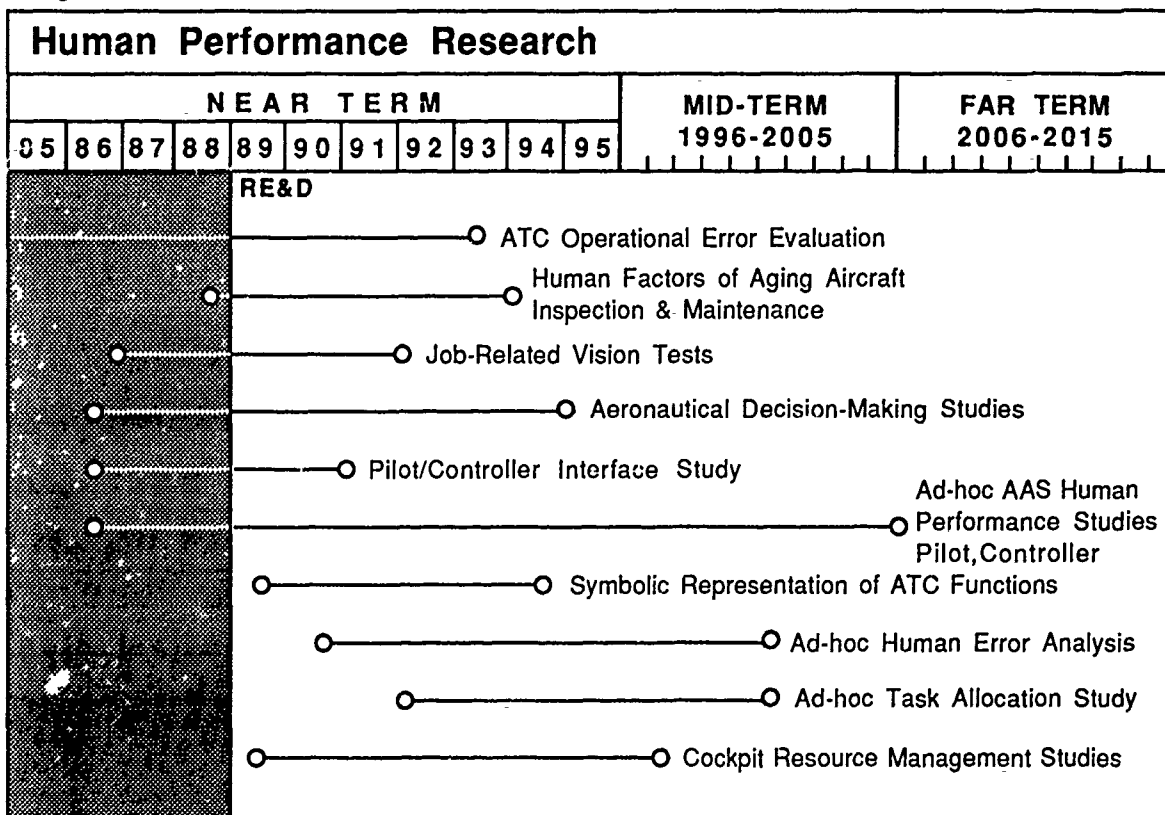 Human Performance Research
NEAR TERM
MID-TERM
1996-2005
FAR TERM
2006-2015
85 86 87 88 89 90 91 92 93 94 95
RE&D
ATC Operational Error Evaluation
Human Factors of Aging Aircraft
Inspection & Maintenance
Job-Related Vision Tests
Aeronautical Decision-Making Studies
Pilot/Controller Interface Study
Ad-hoc AAS Human
Performance Studies
Pilot,Controller
Symbolic Representation of ATC Functions
Ad-hoc Human Error Analysis
Ad-hoc Task Allocation Study
Cockpit Resource Management Studies